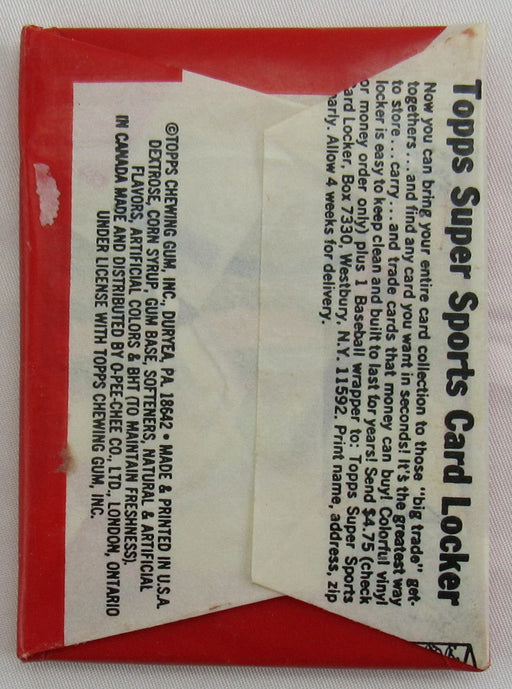 Topps Super Sports Card Locker
Now you can bring your entire card collection to those "big trade" get-
togethers...and find any card you want in seconds! It's the greatest way
to store...carry...and trade cards that money can buy! Colorful vinyl
locker is easy to keep clean and built to last for years! Send $4.75 (check
or money order only) plus 1 Baseball wrapper to: Topps Super Sports
ard Locker, Box 7330, Westbury, N.Y. 11592. Print name, address, zip
early. Allow 4 weeks for delivery.
©TOPPS CHEWING GUM, INC., DURYEA, PA. 18642 • MADE & PRINTED IN U.S.A.
DEXTROSE, CORN SYRUP, GUM BASE, SOFTENERS, NATURAL & ARTIFICIAL
FLAVORS, ARTIFICIAL COLORS & BHT (TO MAINTAIN FRESHNESS).
IN CANADA MADE AND DISTRIBUTED BY O-PEE-CHEE CO., LTD., LONDON, ONTARIO
UNDER LICENSE WITH TOPPS CHEWING GUM, INC.